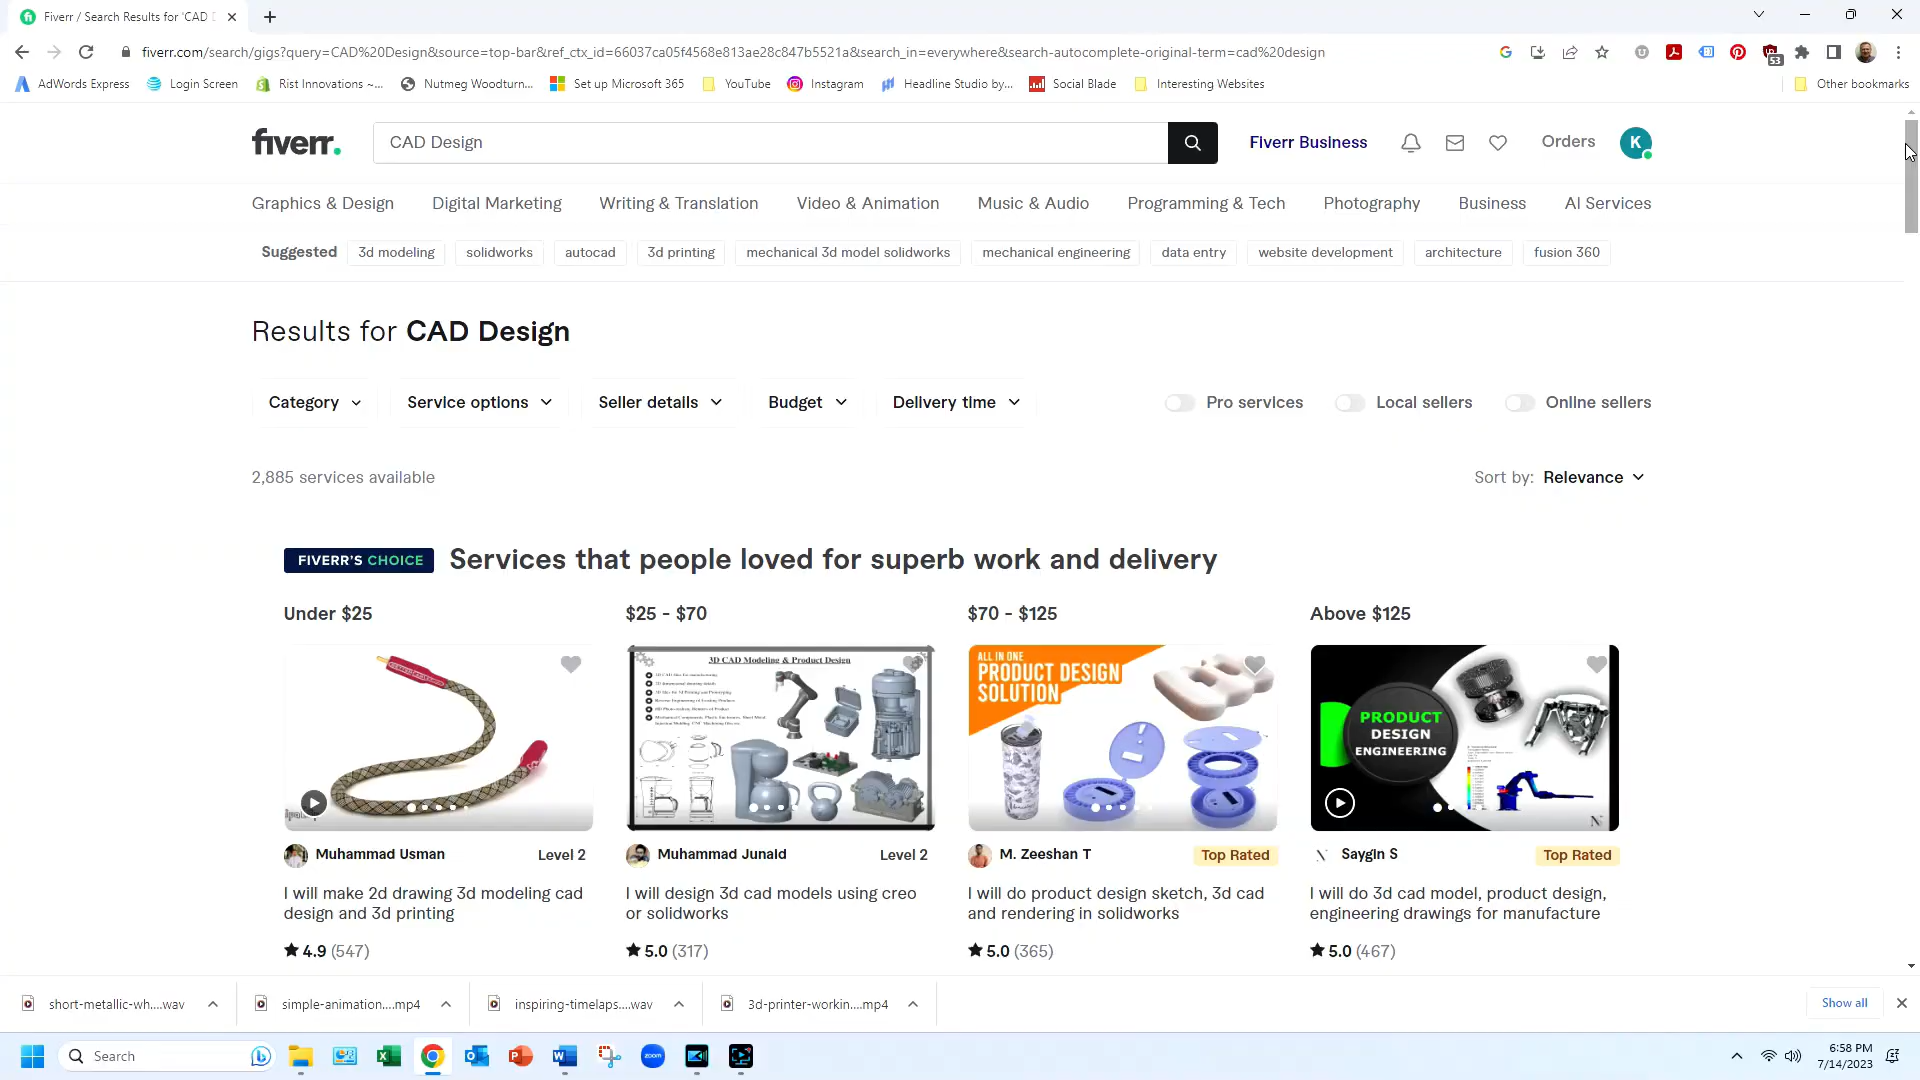 Fiverr / Search Results for 'CAD D
fiverr.com/search/gigs?query=CAD%20Design&source=top-bar&ref_ctx_id=66037ca05f4568e813ae28c847b5521a&search_in=everywhere&search-autocomplete-original-term=cad%20design
53
AdWords Express
Login Screen
Rist Innovations ~...
Nutmeg Woodturn...
Set up Microsoft 365
YouTube
Instagram
Headline Studio by...
Social Blade
Interesting Websites
Other bookmarks
fiverr.
CAD Design
Fiverr Business
Orders
K
Graphics & Design
Digital Marketing
Writing & Translation
Video & Animation
Music & Audio
Programming & Tech
Photography
Business
AI Services
Suggested
3d modeling
solidworks
autocad
3d printing
mechanical 3d model solidworks
mechanical engineering
data entry
website development
architecture
fusion 360
Results for CAD Design
Category
Service options
Seller details
Budget
Delivery time
Pro services
Local sellers
Online sellers
2,885 services available
Sort by: Relevance
FIVERR'S CHOICE
Services that people loved for superb work and delivery
Under $25
$25 - $70
$70 - $125
Above $125
3D CAD Modeling & Product Design
ALL IN ONE
PRODUCT DESIGN
SOLUTION
PRODUCT
DESIGN
ENGINEERING
Muhammad Usman
Level 2
Muhammad Junaid
Level 2
M. Zeeshan T
Top Rated
Saygin S
Top Rated
I will make 2d drawing 3d modeling cad
design and 3d printing
I will design 3d cad models using creo
or solidworks
I will do product design sketch, 3d cad
and rendering in solidworks
I will do 3d cad model, product design,
engineering drawings for manufacture
4.9 (547)
5.0 (317)
5.0 (365)
5.0 (467)
short-metallic-wh....wav
simple-animation....mp4
inspiring-timelaps....wav
3d-printer-workin....mp4
Show all
Search
zoom
6:58 PM
7/14/2023